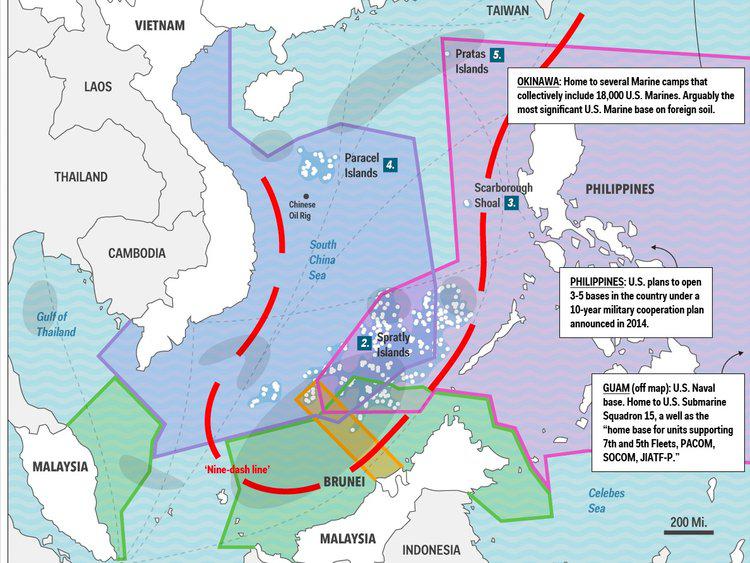 TAIWAN
VIETNAM
Pratas
Islands
5.
OKINAWA: Home to several Marine camps that
collectively include 18,000 U.S. Marines. Arguably the
most significant U.S. Marine base on foreign soil.
LAOS
Paracel
Islands
4.
THAILAND
Scarborough
Shoal
3.
PHILIPPINES
Chinese
Oil Rig
CAMBODIA
South
China
Sea
PHILIPPINES: U.S. plans to open
3-5 bases in the country under a
10-year military cooperation plan
announced in 2014.
Gulf of
Thailand
2.
Spratly
Islands
GUAM (off map): U.S. Naval
base. Home to U.S. Submarine
Squadron 15, a well as the
“home base for units supporting
7th and 5th Fleets, PACOM,
SOCOM, JIATF-P.”
MALAYSIA
‘Nine-dash line’
BRUNEI
Celebes
Sea
200 Mi.
MALAYSIA
INDONESIA